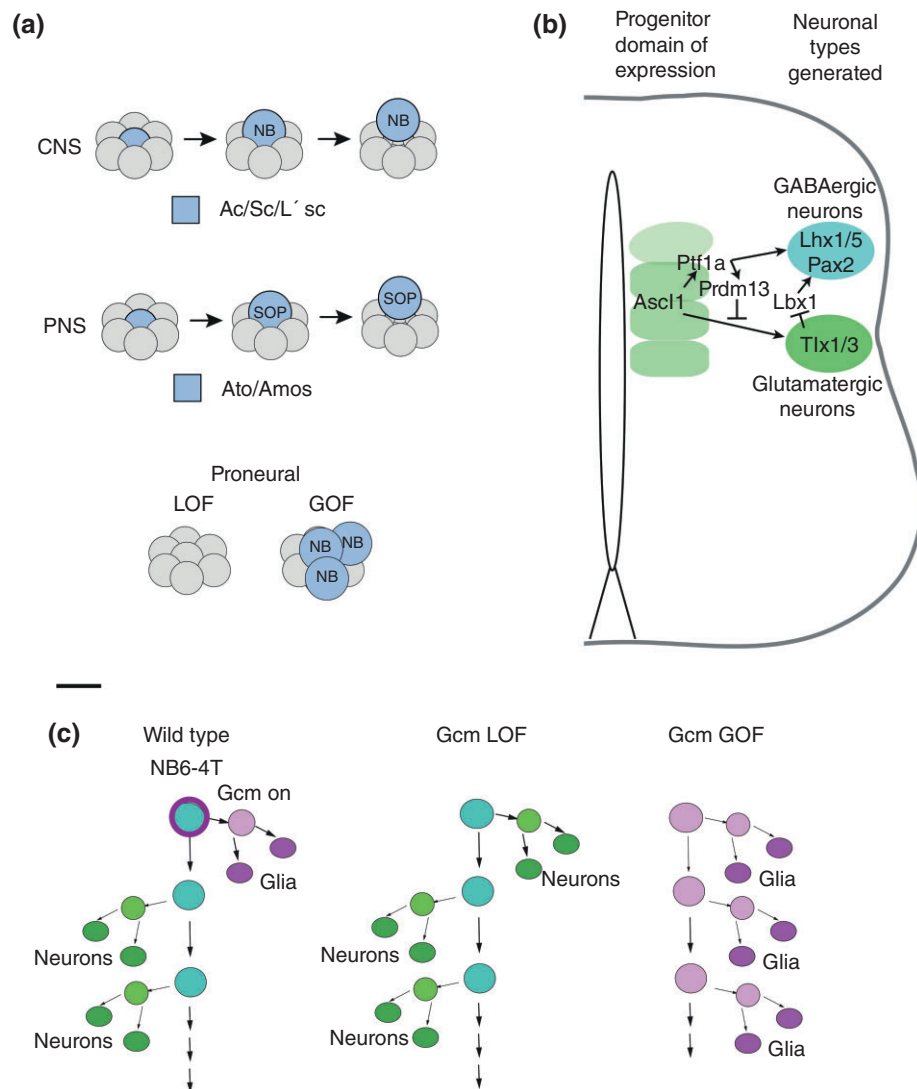 (a)
CNS
NB
NB
Ac/Sc/L´ sc
PNS
SOP
SOP
Ato/Amos
Proneural
LOF
GOF
NB
NB
NB
(b)
Progenitor
domain of
expression
Neuronal
types
generated
GABAergic
neurons
Lhx1/5
Pax2
Ptf1a
Prdm13
Ascl1
Lbx1
Tlx1/3
Glutamatergic
neurons
(c)
Wild type
NB6-4T
Gcm on
Glia
Neurons
Neurons
Gcm LOF
Neurons
Neurons
Neurons
Gcm GOF
Glia
Glia
Glia